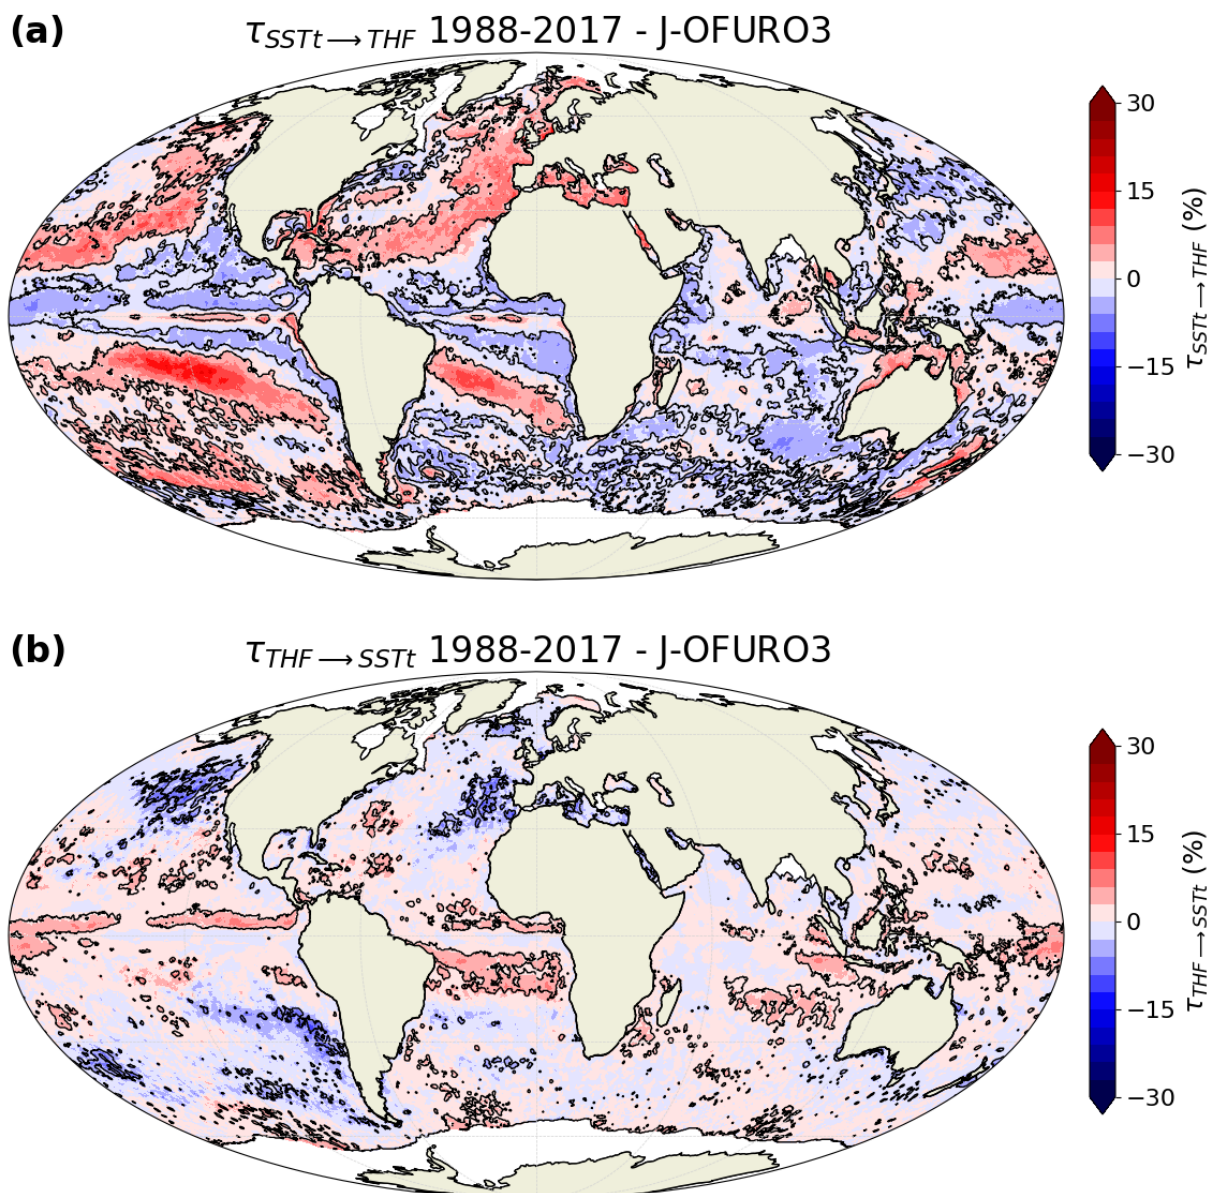 (a)
τSSTt⟶THF 1988-2017 - J-OFURO3
30
15
0
−15
−30
τSSTt⟶THF (%)
(b)
τTHF⟶SSTt 1988-2017 - J-OFURO3
30
15
0
−15
−30
τTHF⟶SSTt (%)